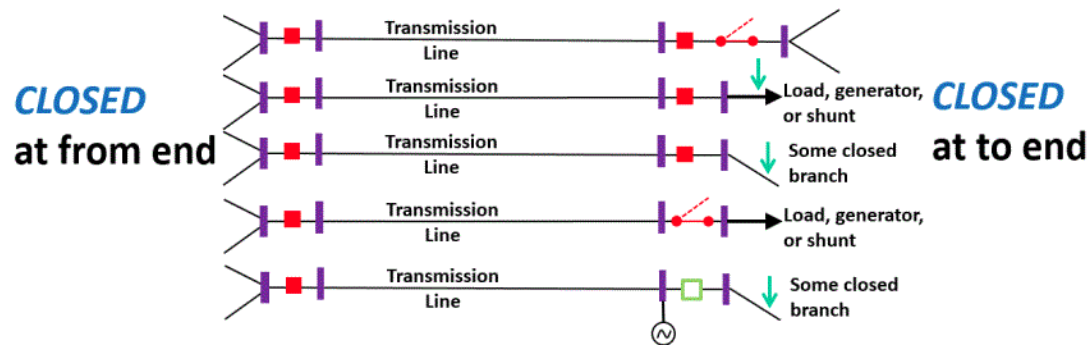 Transmission
Line
Transmission
Line
Load, generator,
or shunt
CLOSED
at from end
CLOSED
at to end
Transmission
Line
Some closed
branch
Transmission
Line
Load, generator,
or shunt
Transmission
Line
Some closed
branch